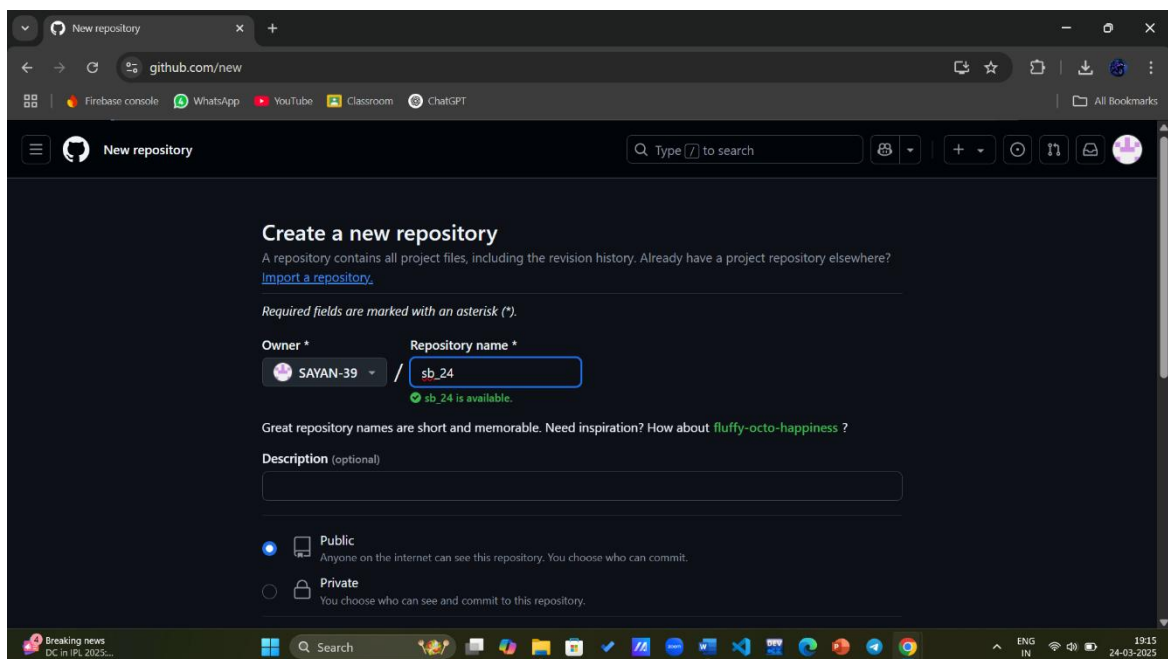 New repository
github.com/new
Firebase console
WhatsApp
YouTube
Classroom
ChatGPT
All Bookmarks
New repository
Type / to search
Create a new repository
A repository contains all project files, including the revision history. Already have a project repository elsewhere?
Import a repository.
Required fields are marked with an asterisk (*).
Owner * Repository name *
SAYAN-39 / sb_24
sb_24 is available.
Great repository names are short and memorable. Need inspiration? How about fluffy-octo-happiness ?
Description (optional)
Public
Anyone on the internet can see this repository. You choose who can commit.
Private
You choose who can see and commit to this repository.
4
Breaking news
DC in IPL 2025:...
Search
ENG
IN
19:15
24-03-2025